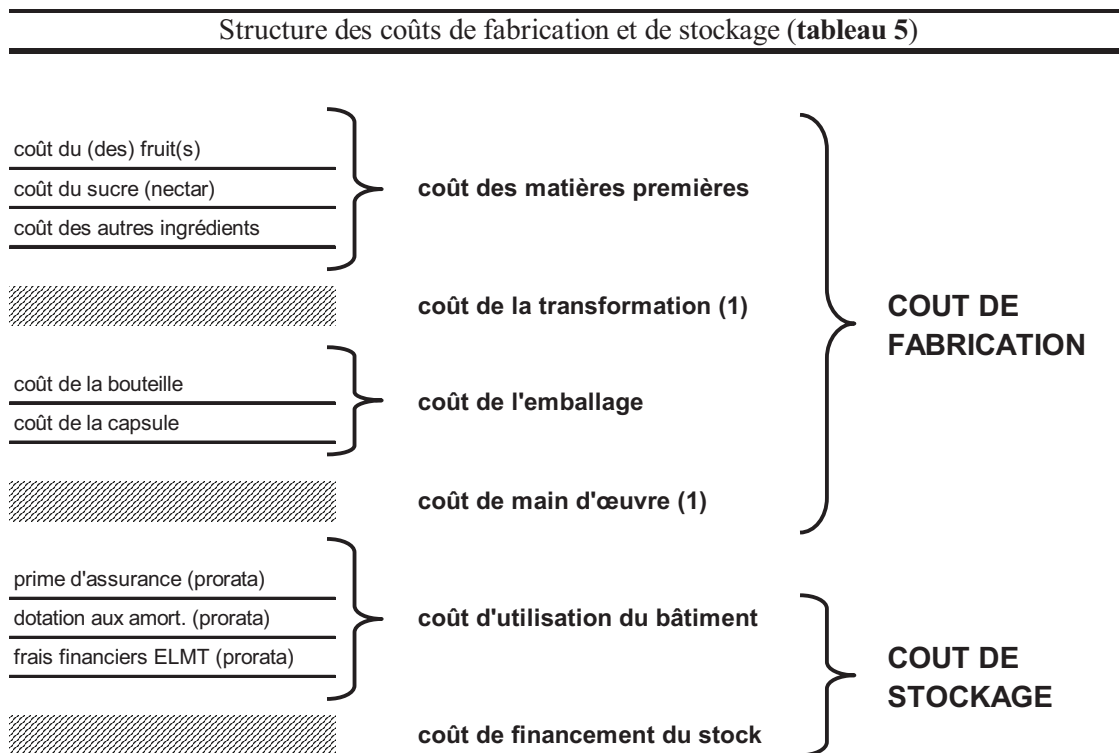 Structure des coûts de fabrication et de stockage (tableau 5)
coût du (des) fruit(s)
coût du sucre (nectar)
coût des matières premières
coût des autres ingrédients
coût de la transformation (1)
COUT DE
FABRICATION
coût de la bouteille
coût de l'emballage
coût de la capsule
coût de main d'œuvre (1)
prime d'assurance (prorata)
dotation aux amort. (prorata)
coût d'utilisation du bâtiment
frais financiers ELMT (prorata)
COUT DE
STOCKAGE
coût de financement du stock